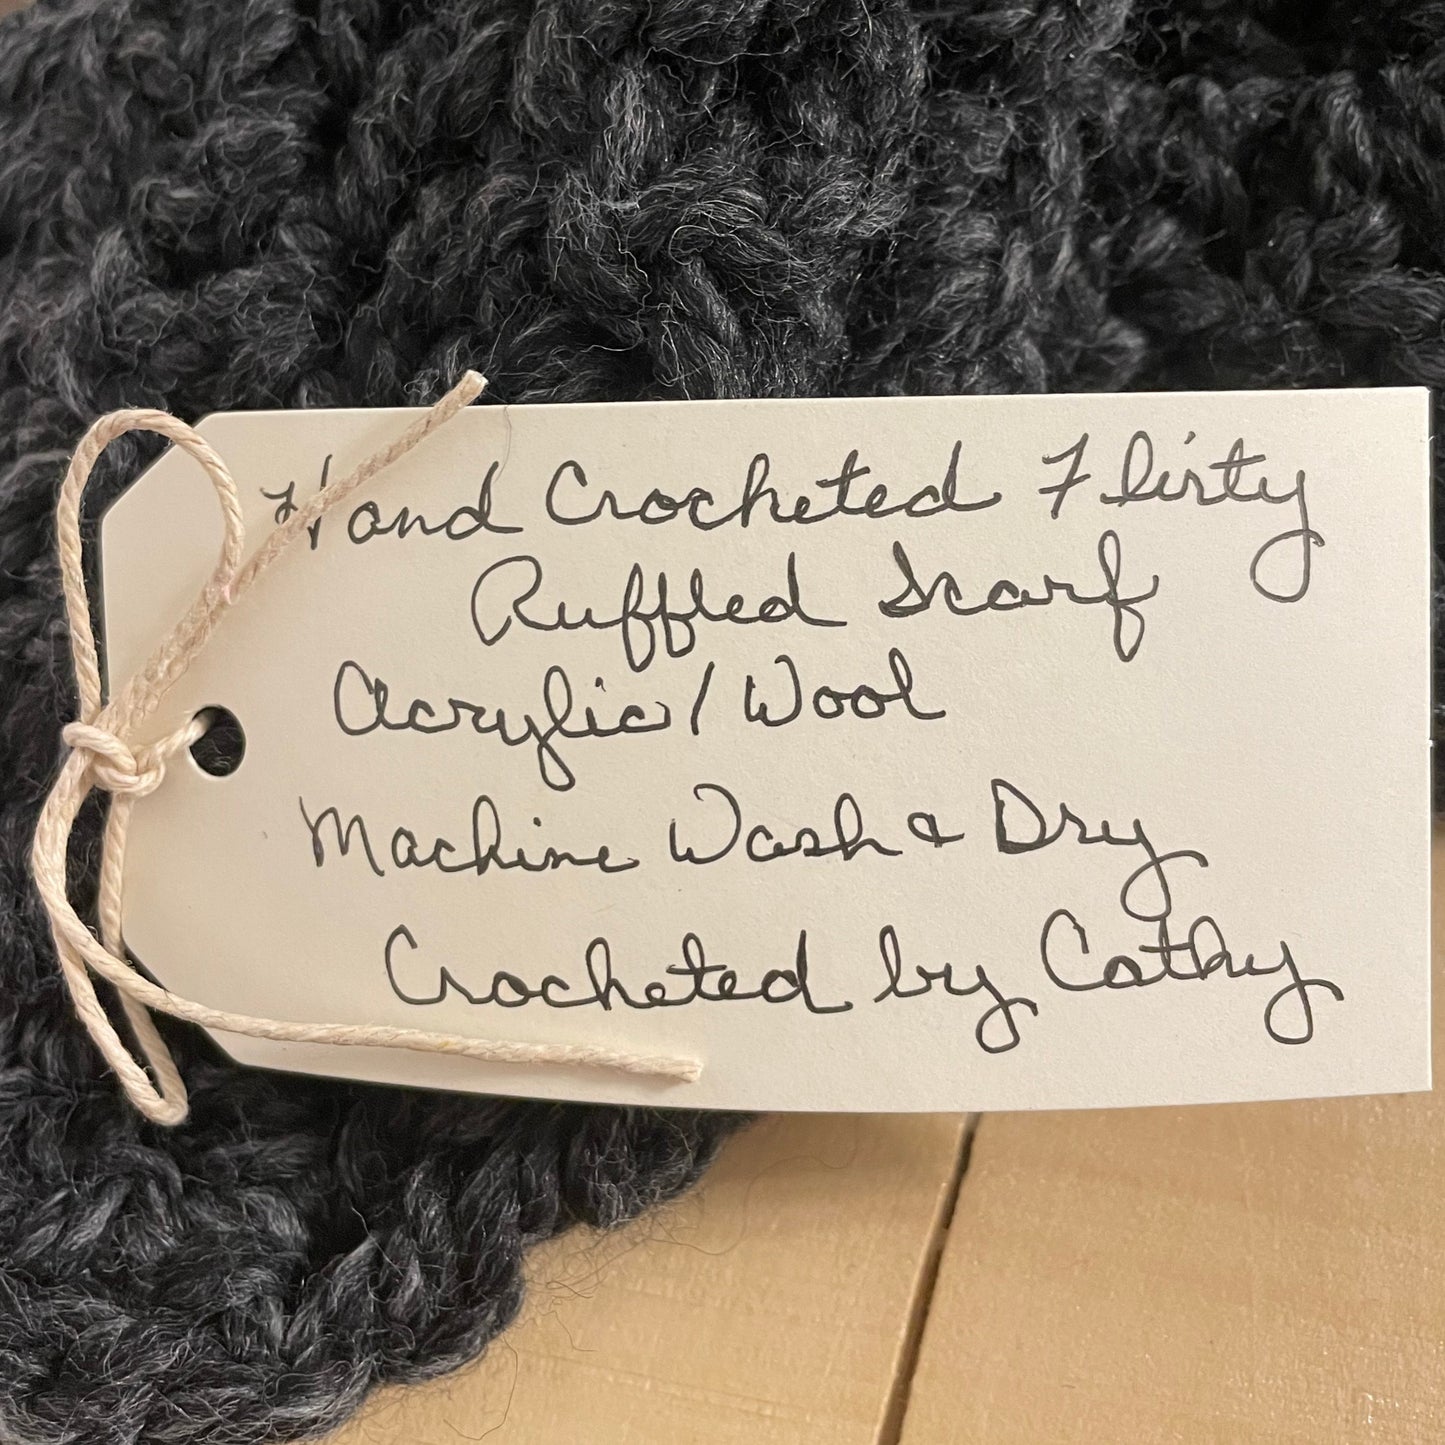 Hand Crocheted Flirty
Ruffled Scarf
Acrylic/Wool
Machine Wash & Dry
Crocheted by Cathy